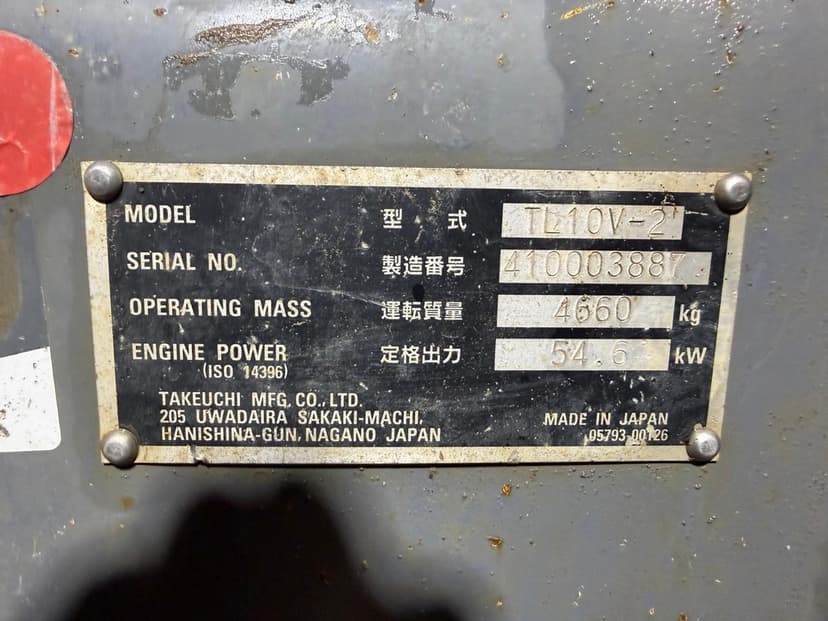 MODEL 型式 TL10V-2
SERIAL NO. 製造番号 410003887
OPERATING MASS 運転質量 4660 kg
ENGINE POWER 定格出力 54.6 kW
(ISO 14396)
TAKEUCHI MFG. CO., LTD.
205 UWADAIRA SAKAKI-MACHI,
HANISHINA-GUN, NAGANO JAPAN
MADE IN JAPAN
05793-00126